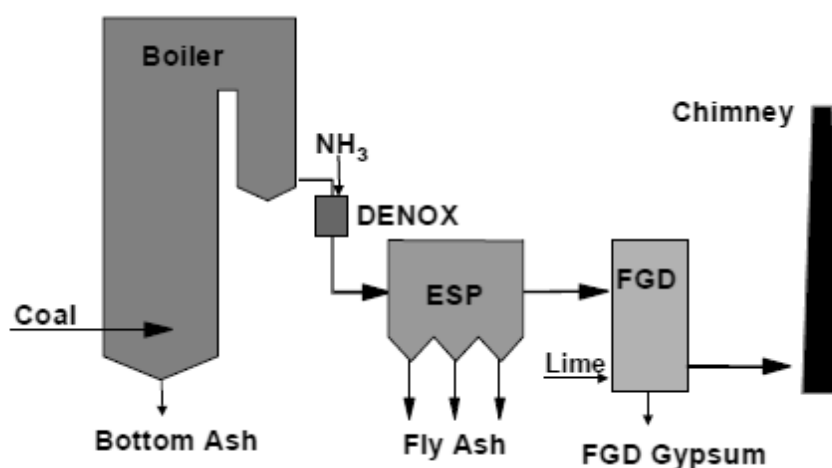 Boiler
Chimney
NH₃
DENOX
ESP
FGD
Coal
Lime
Bottom Ash
Fly Ash
FGD Gypsum